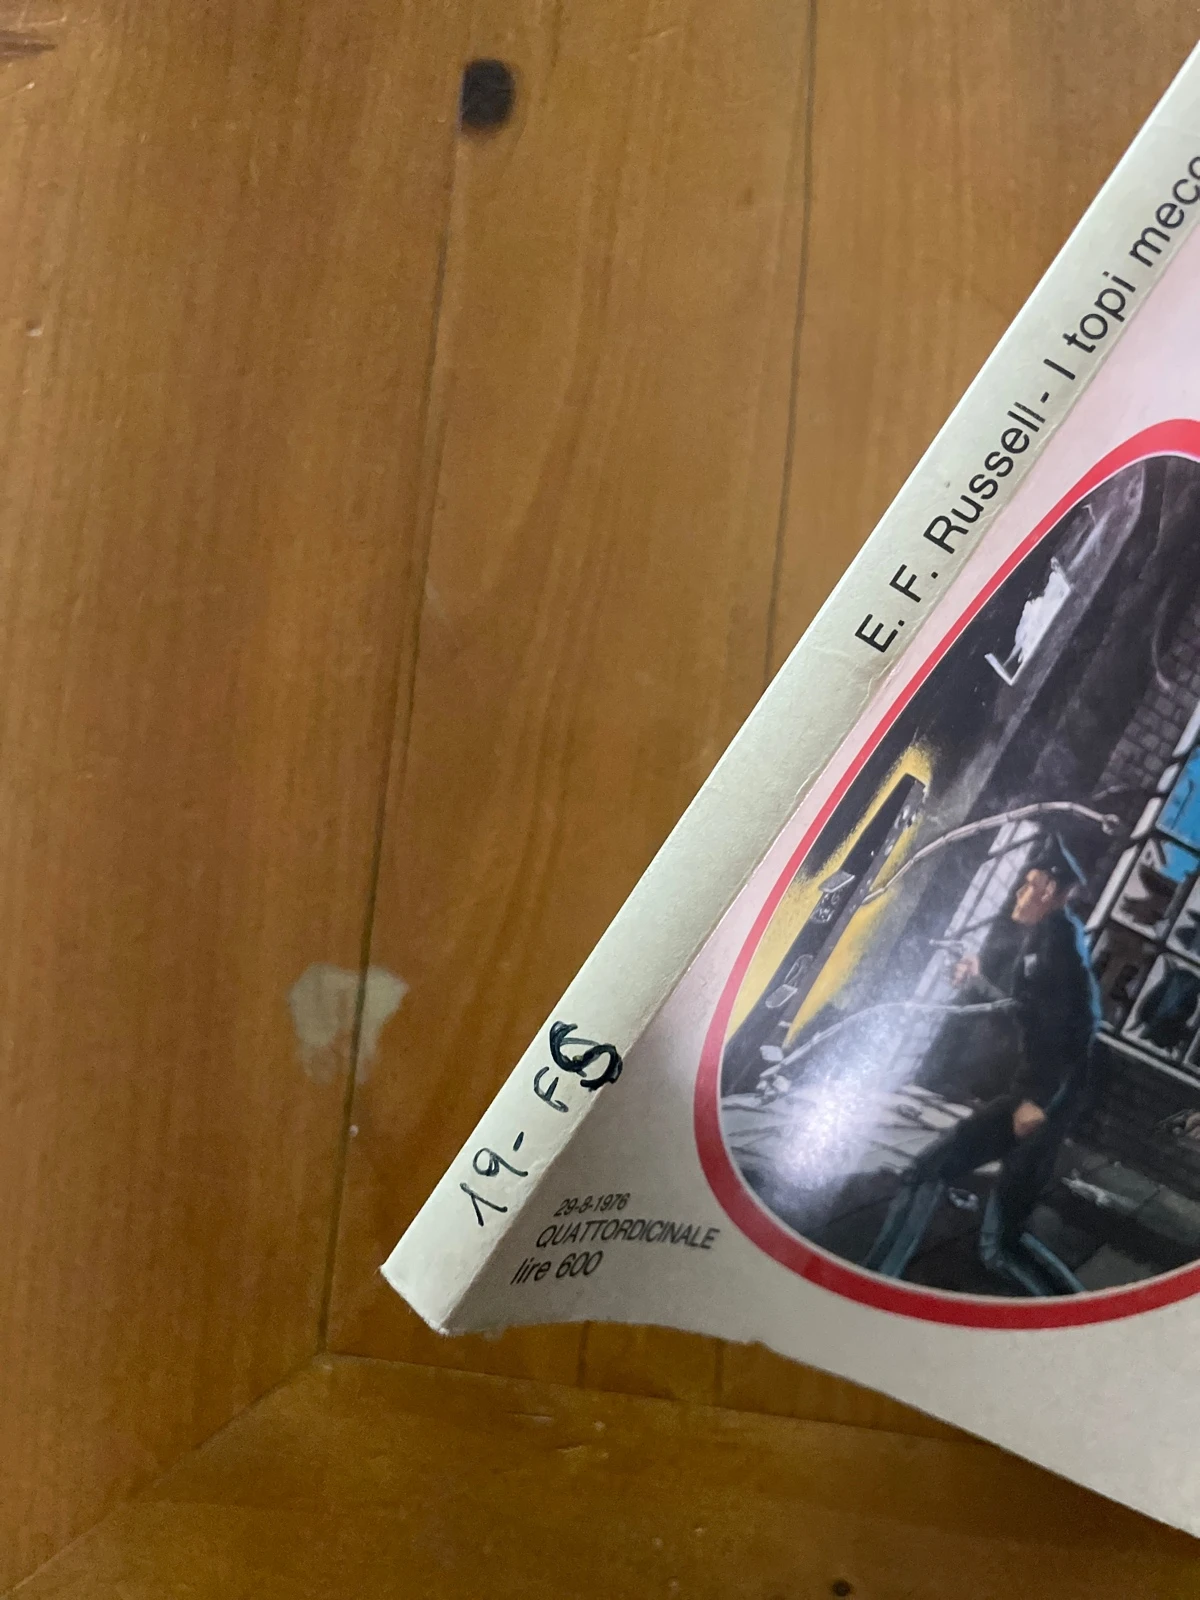 E. F. Russell - I topi mecc
19- FS
29-8-1976
QUATTORDICINALE
lire 600